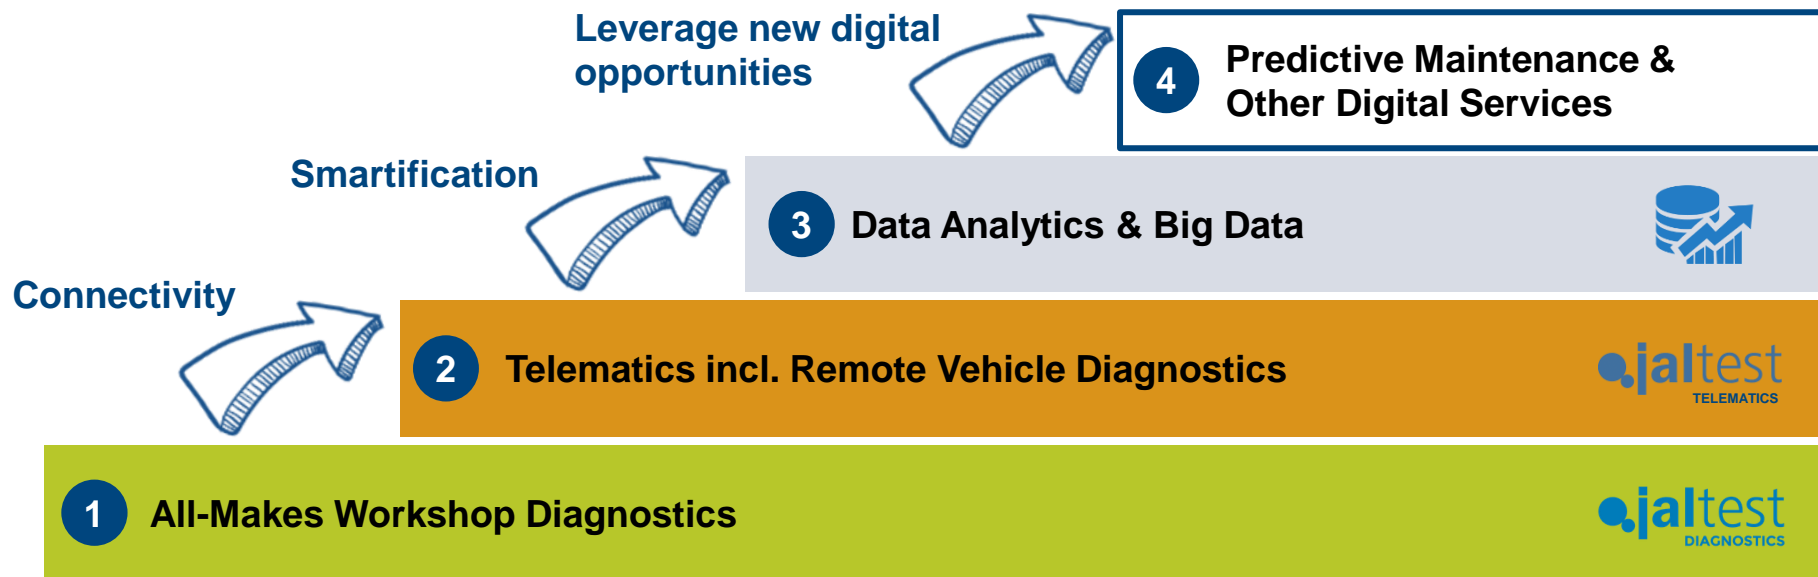 Leverage new digital
opportunities
4
Predictive Maintenance &
Other Digital Services
Smartification
3
Data Analytics & Big Data
Connectivity
2
Telematics incl. Remote Vehicle Diagnostics
jaltest
TELEMATICS
1
All-Makes Workshop Diagnostics
jaltest
DIAGNOSTICS